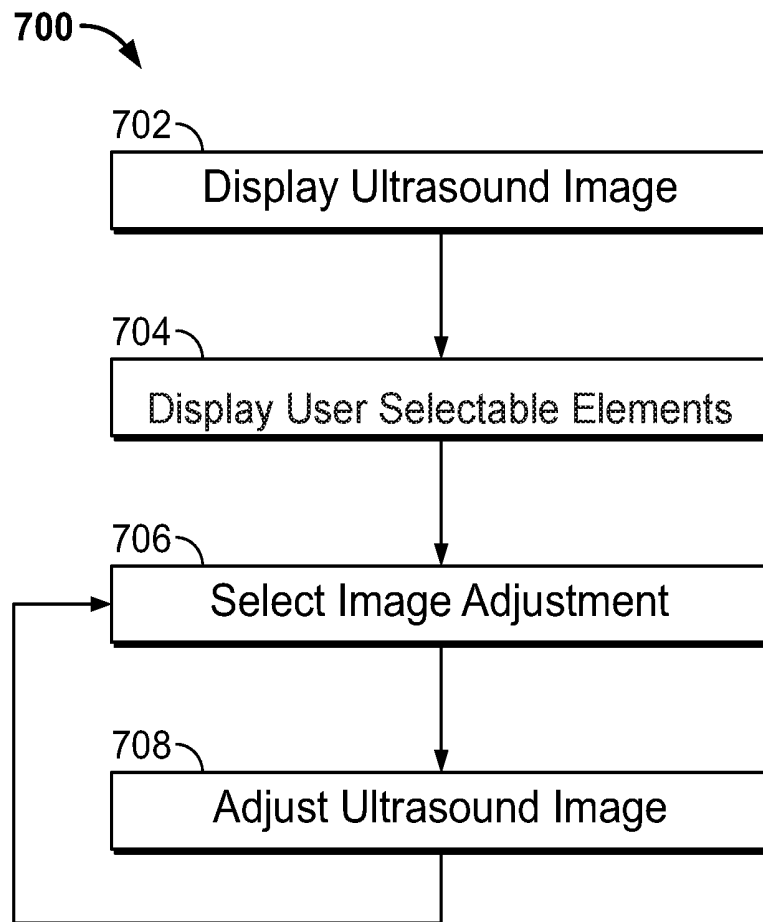 700
702
Display Ultrasound Image
704
Display User Selectable Elements
706
Select Image Adjustment
708
Adjust Ultrasound Image